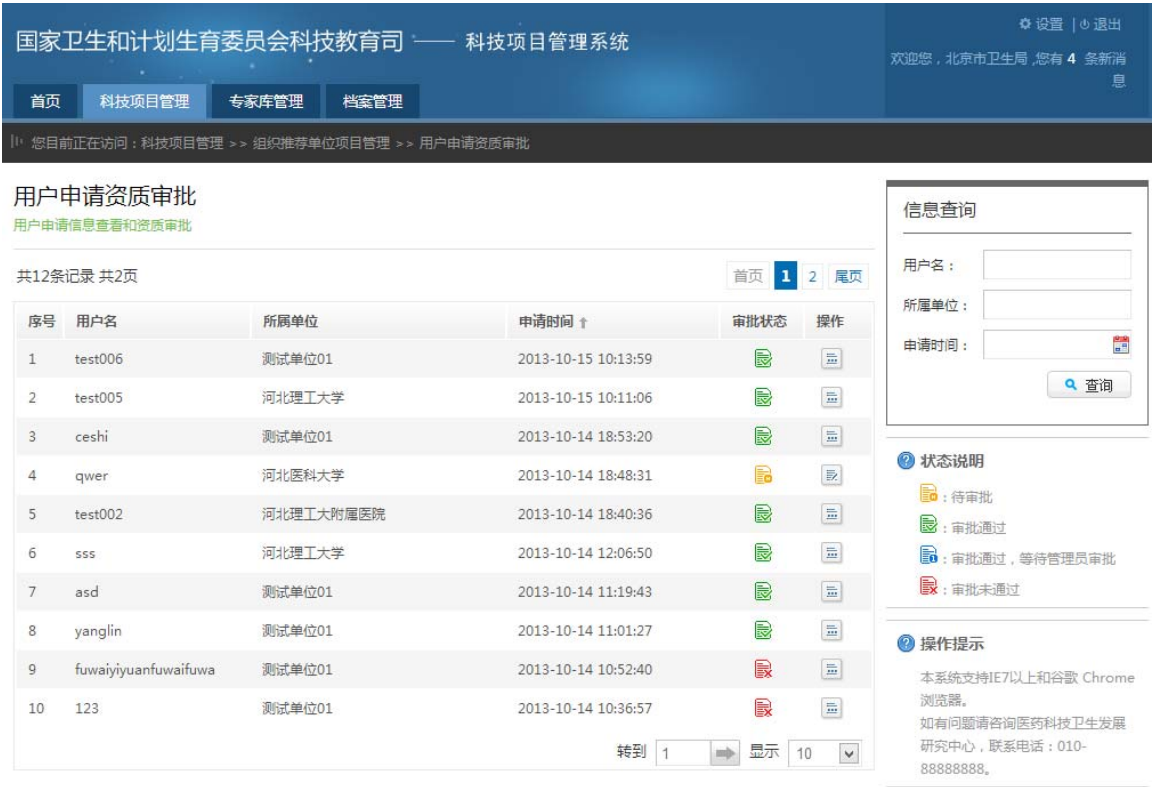 国家卫生和计划生育委员会科技教育司 —— 科技项目管理系统
设置 | 退出
欢迎您，北京市卫生局,您有 4 条新消
息
首页 科技项目管理 专家库管理 档案管理
您目前正在访问：科技项目管理 >> 组织推荐单位项目管理 >> 用户申请资质审批
用户申请资质审批
用户申请信息查看和资质审批
共12条记录 共2页
首页 1 2 尾页
序号 用户名 所属单位 申请时间 审批状态 操作
1 test006 测试单位01 2013-10-15 10:13:59
2 test005 河北理工大学 2013-10-15 10:11:06
3 ceshi 测试单位01 2013-10-14 18:53:20
4 qwer 河北医科大学 2013-10-14 18:48:31
5 test002 河北理工大附属医院 2013-10-14 18:40:36
6 sss 河北理工大学 2013-10-14 12:06:50
7 asd 测试单位01 2013-10-14 11:19:43
8 yanglin 测试单位01 2013-10-14 11:01:27
9 fuwaiyiyuanfuwaifuwa 测试单位01 2013-10-14 10:52:40
10 123 测试单位01 2013-10-14 10:36:57
转到 1 显示 10
信息查询
用户名：
所属单位：
申请时间：
查询
状态说明
：待审批
：审批通过
：审批通过，等待管理员审批
：审批未通过
操作提示
本系统支持IE7以上和谷歌 Chrome
浏览器。
如有问题请咨询医药科技卫生发展
研究中心，联系电话：010-
88888888。